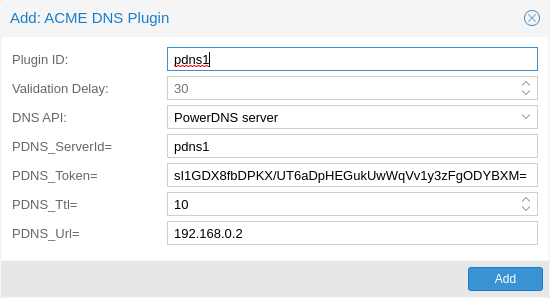 Add: ACME DNS Plugin
Plugin ID: pdns1
Validation Delay: 30
DNS API: PowerDNS server
PDNS_ServerId= pdns1
PDNS_Token= sI1GDX8fbDPKX/UT6aDpHEGukUwWqVv1y3zFgODYBXM=
PDNS_Ttl= 10
PDNS_Url= 192.168.0.2
Add